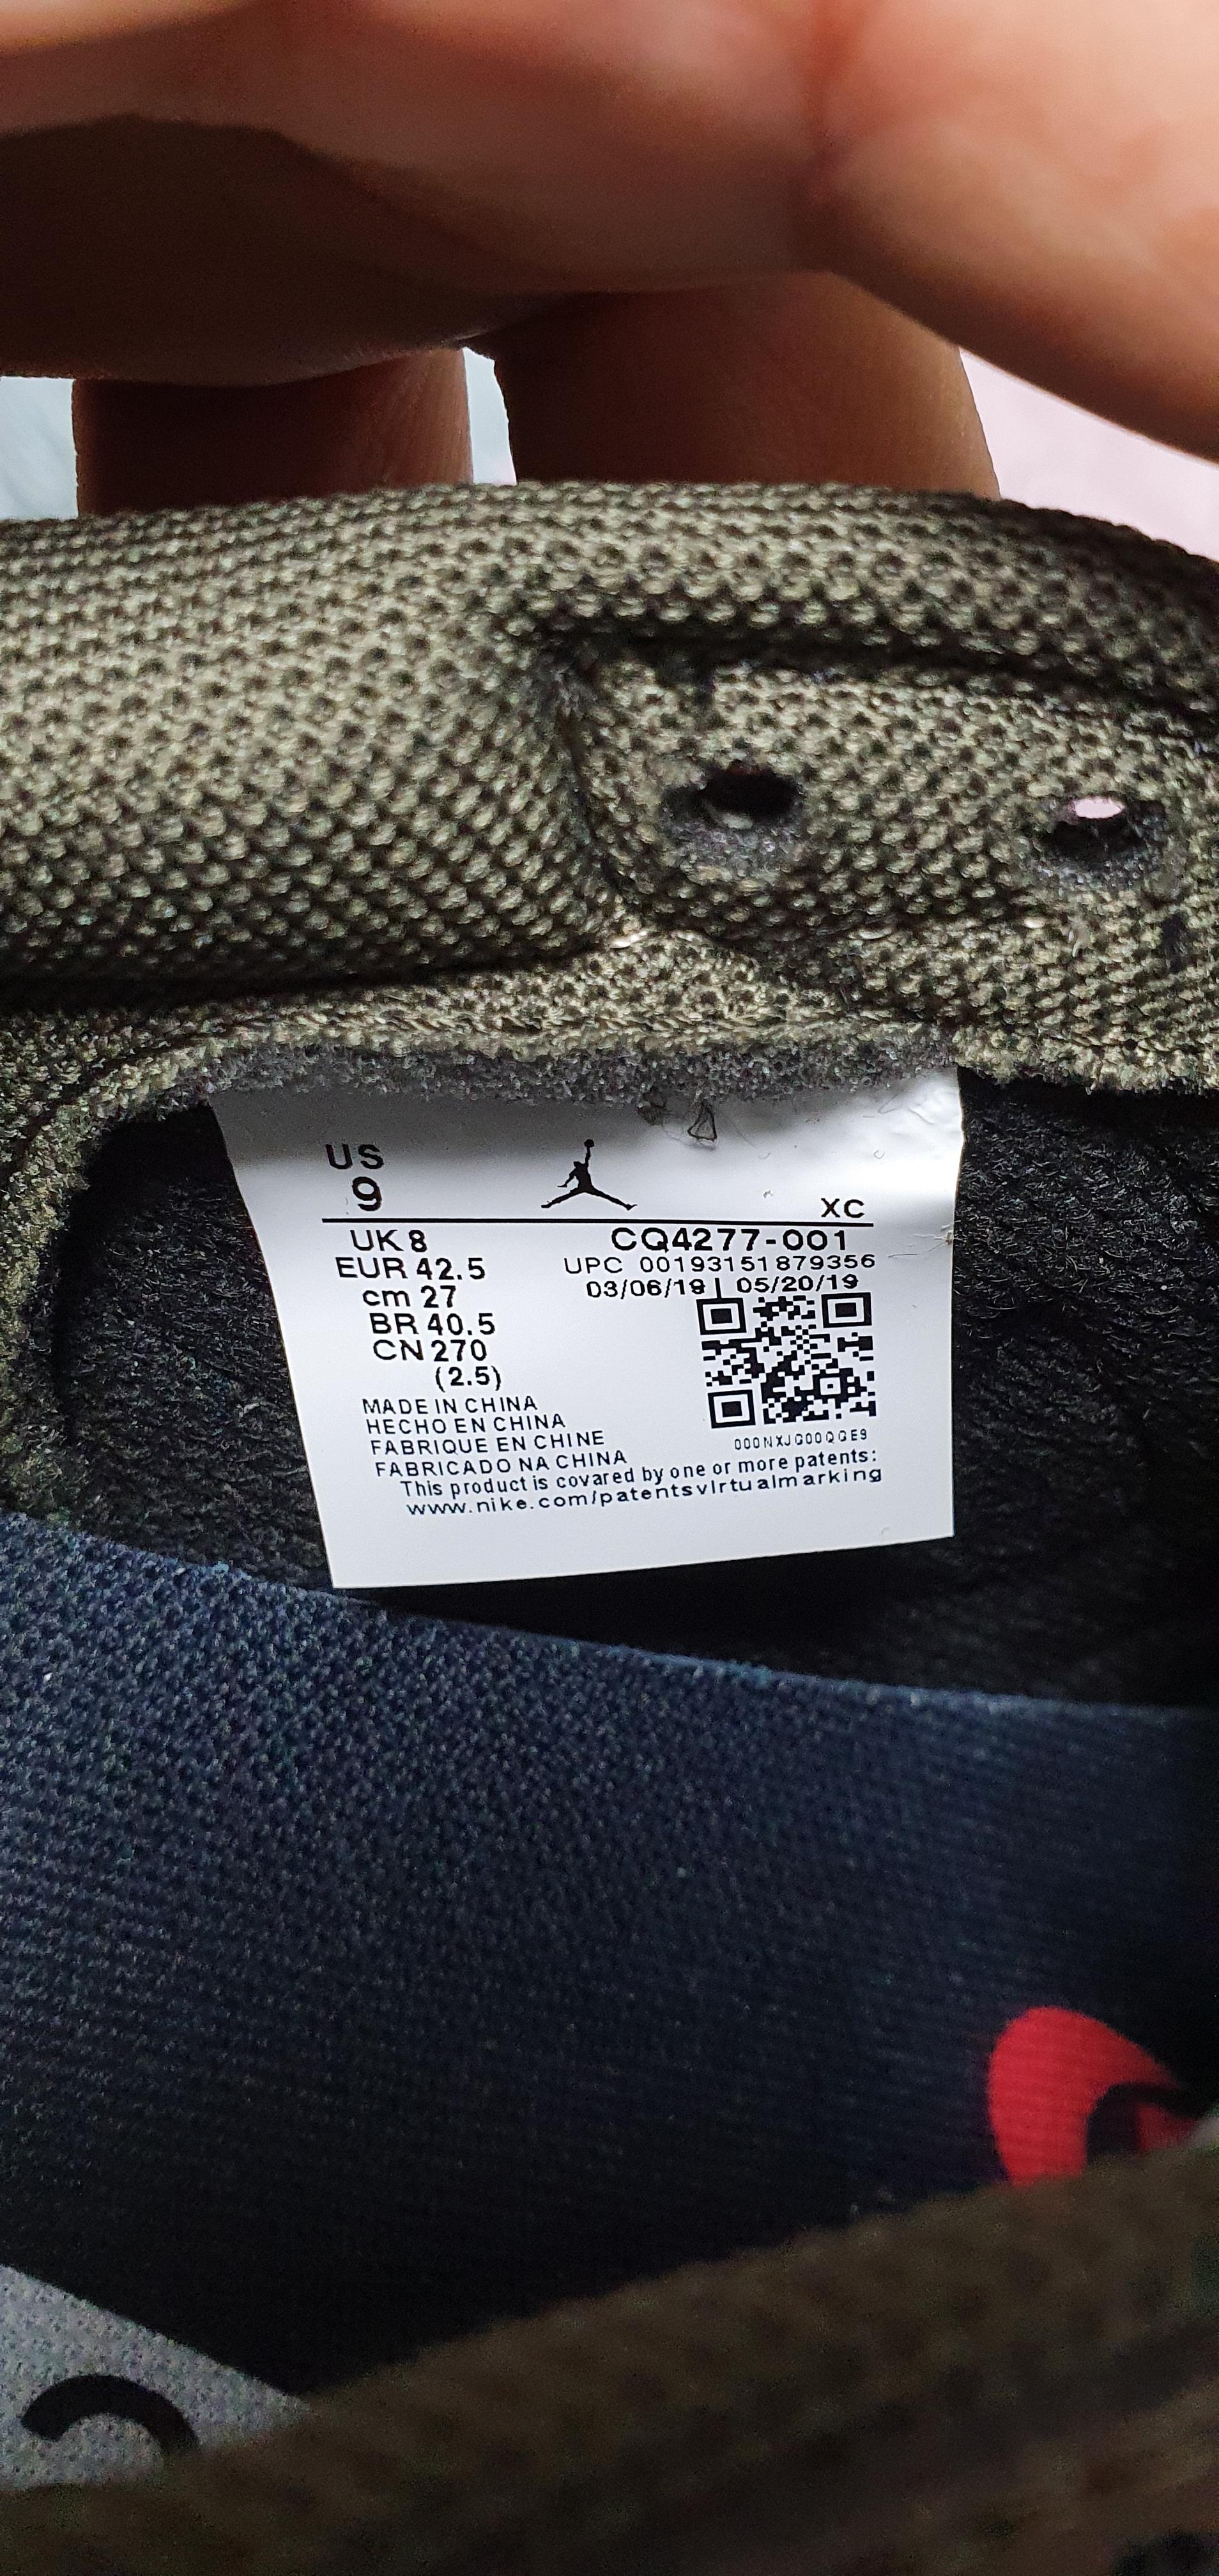 US
9
XC
UK 8
EUR 42.5
cm 27
BR 40.5
CN 270
(2.5)
CQ4277-001
UPC 00193151879356
03/06/19 | 05/20/19
000NXJG00QGE9
MADE IN CHINA
HECHO EN CHINA
FABRIQUE EN CHINE
FABRICADO NA CHINA
This product is covared by one or more patents:
www.nike.com/patentsvirtualmarking